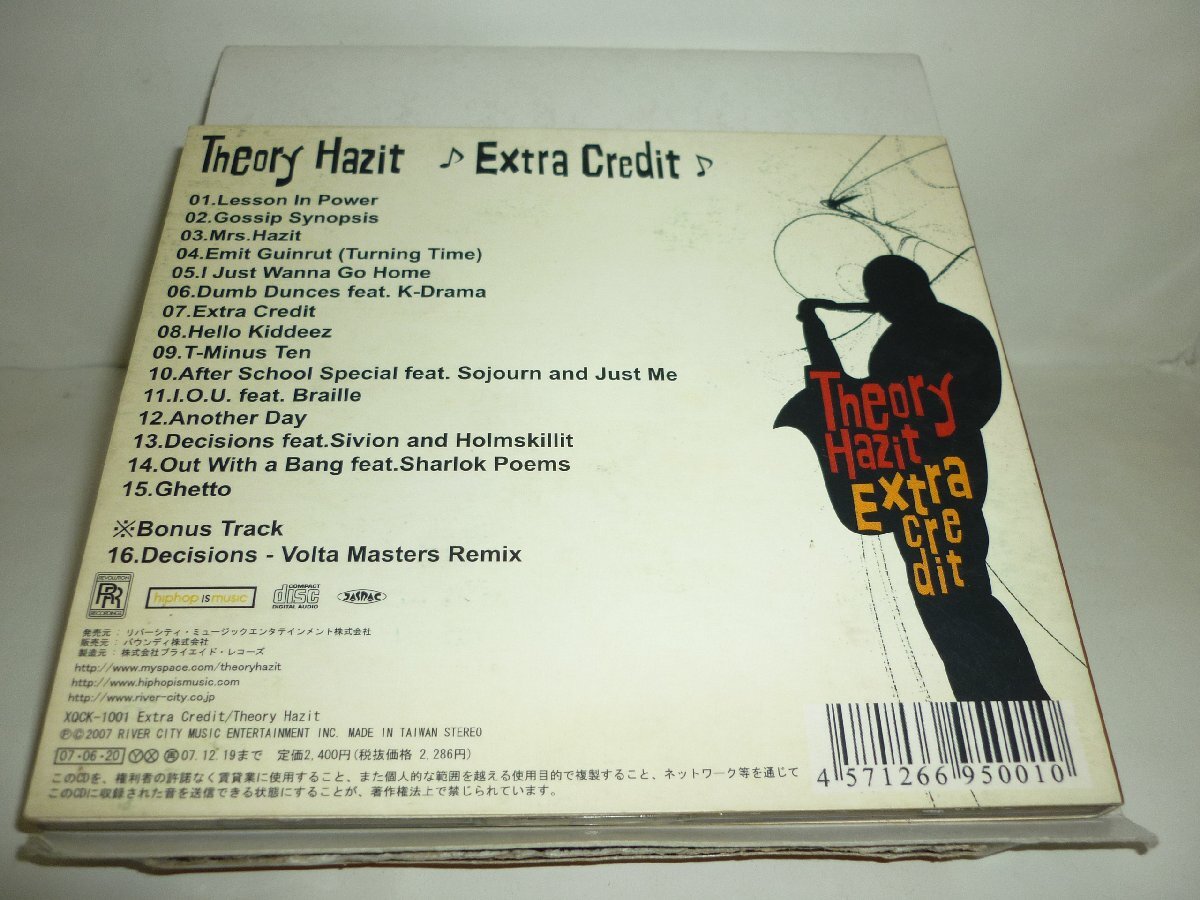 Theory Hazit ♪ Extra Credit ♪
01.Lesson In Power
02.Gossip Synopsis
03.Mrs.Hazit
04.Emit Guinrut (Turning Time)
05.I Just Wanna Go Home
06.Dumb Dunces feat. K-Drama
07.Extra Credit
08.Hello Kiddeez
09.T-Minus Ten
10.After School Special feat. Sojourn and Just Me
11.I.O.U. feat. Braille
12.Another Day
13.Decisions feat.Sivion and Holmskillit
14.Out With a Bang feat.Sharlok Poems
15.Ghetto
※Bonus Track
16.Decisions - Volta Masters Remix
Theory
Hazit
Extra
cre
dit
REVOLUTION
RR
RECORDINGS
hiphop is music
COMPACT
disc
DIGITAL AUDIO
JASRAC
発売元 : リバーシティ・ミュージックエンタテインメント株式会社
販売元 : バウンディ株式会社
製造元 : 株式会社プライエイド・レコーズ
http://www.myspace.com/theoryhazit
http://www.hiphopismusic.com
http://www.river-city.co.jp
XQCK-1001 Extra Credit/Theory Hazit
ⓅⒸ2007 RIVER CITY MUSIC ENTERTAINMENT INC. MADE IN TAIWAN STEREO
07・06・20 ⓎⓍ 07.12.19まで 定価2,400円(税抜価格 2,286円)
このCDを、権利者の許諾なく賃貸業に使用すること、また個人的な範囲を越える使用目的で複製すること、ネットワーク等を通じて
このCDに収録された音を送信できる状態にすることが、著作権法上で禁じられています。
4 571266 950010